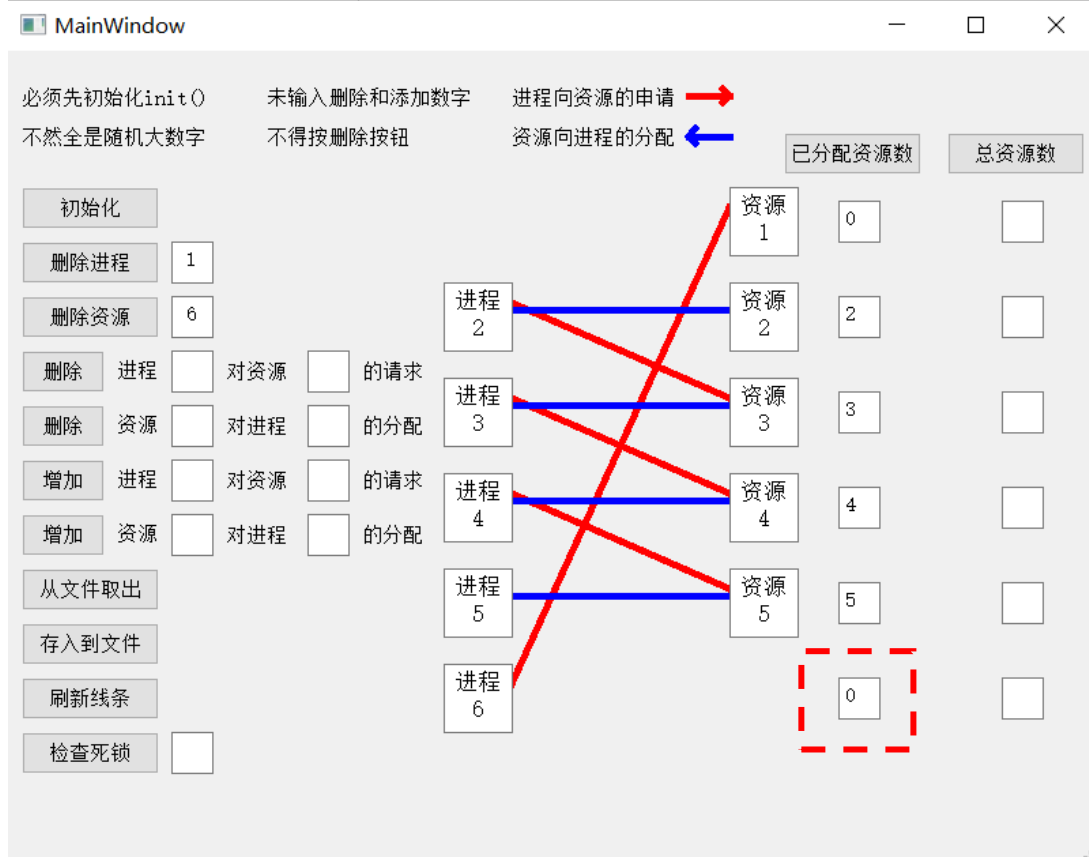 MainWindow
必须先初始化init()
未输入删除和添加数字
进程向资源的申请
不然全是随机大数字
不得按删除按钮
资源向进程的分配
已分配资源数
总资源数
初始化
资源
1
0
删除进程
1
删除资源
6
进程
2
资源
2
2
删除 进程 对资源 的请求
进程
3
资源
3
3
删除 资源 对进程 的分配
增加 进程 对资源 的请求
进程
4
资源
4
4
增加 资源 对进程 的分配
从文件取出
进程
5
资源
5
5
存入到文件
刷新线条
进程
6
0
检查死锁